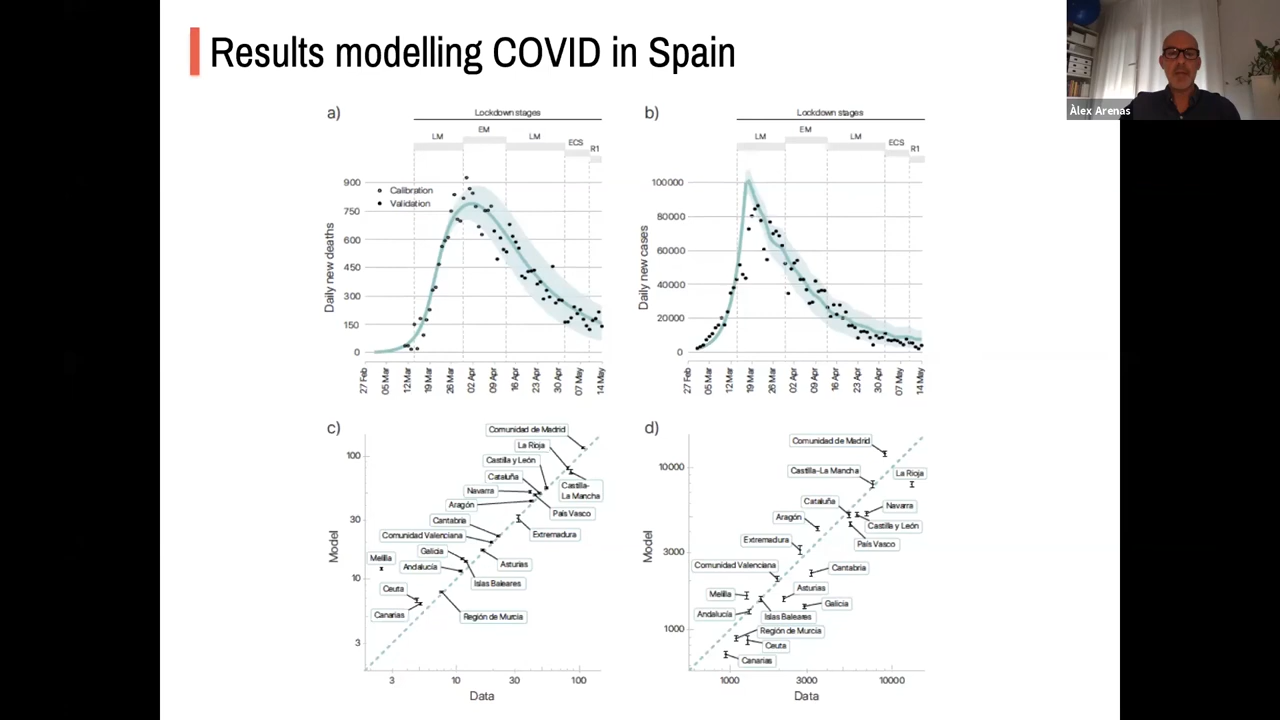 Results modelling COVID in Spain
Àlex Arenas
a)
Lockdown stages
LM
EM
LM
ECS
R1
900
750
600
450
300
150
0
Calibration
Validation
Daily new deaths
27 Feb
05 Mar
12 Mar
19 Mar
26 Mar
02 Apr
09 Apr
16 Apr
23 Apr
30 Apr
07 May
14 May
b)
Lockdown stages
LM
EM
LM
ECS
R1
100000
80000
60000
40000
20000
0
Daily new cases
27 Feb
05 Mar
12 Mar
19 Mar
26 Mar
02 Apr
09 Apr
16 Apr
23 Apr
30 Apr
07 May
14 May
c)
100
30
10
3
Model
Comunidad de Madrid
La Rioja
Castilla y León
Cataluña
Castilla-
La Mancha
Navarra
Aragón
País Vasco
Cantabria
Extremadura
Comunidad Valenciana
Galicia
Melilla
Andalucía
Asturias
Islas Baleares
Ceuta
Canarias
Región de Murcia
3
10
30
100
Data
d)
10000
3000
1000
Model
Comunidad de Madrid
Castilla-La Mancha
La Rioja
Cataluña
Navarra
Aragón
Castilla y León
País Vasco
Extremadura
Comunidad Valenciana
Cantabria
Melilla
Asturias
Galicia
Andalucía
Islas Baleares
Región de Murcia
Ceuta
Canarias
1000
3000
10000
Data